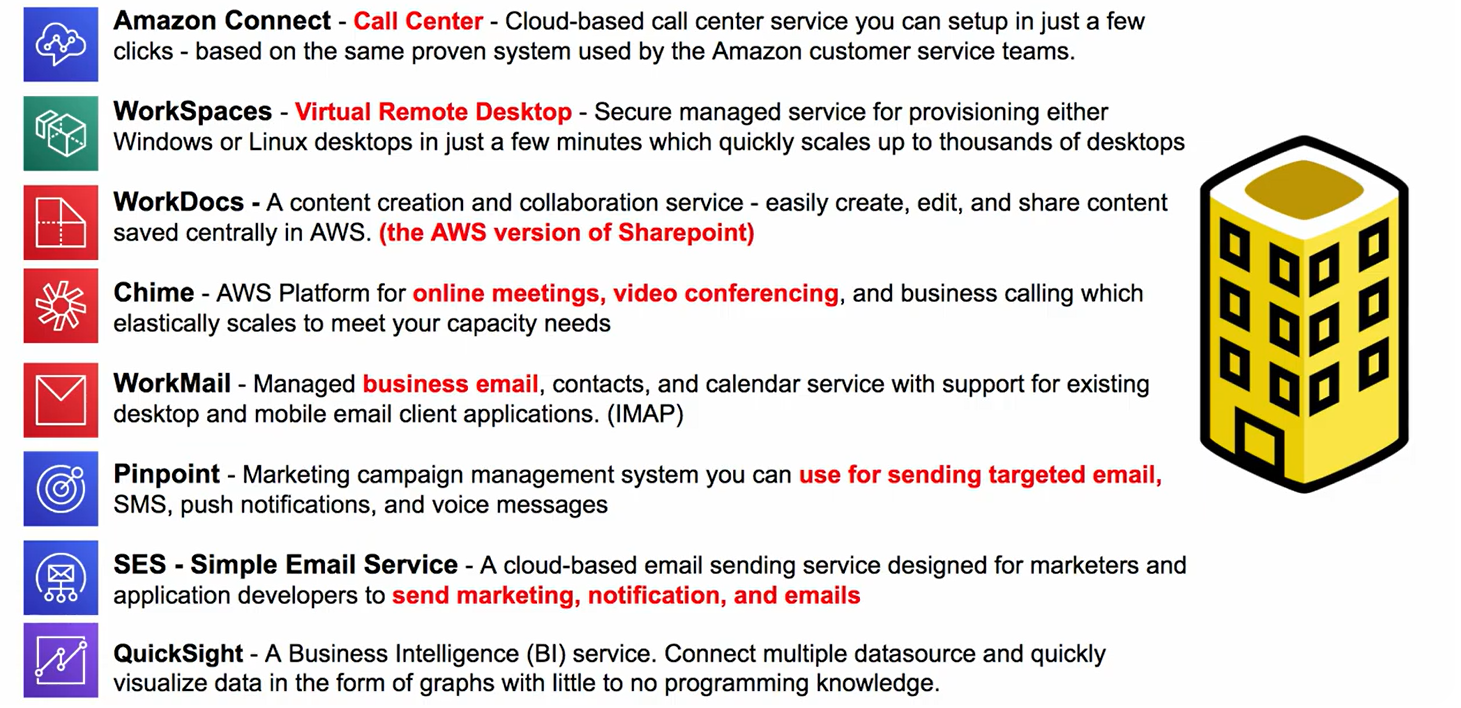 Amazon Connect - Call Center - Cloud-based call center service you can setup in just a few
clicks - based on the same proven system used by the Amazon customer service teams.
WorkSpaces - Virtual Remote Desktop - Secure managed service for provisioning either
Windows or Linux desktops in just a few minutes which quickly scales up to thousands of desktops
WorkDocs - A content creation and collaboration service - easily create, edit, and share content
saved centrally in AWS. (the AWS version of Sharepoint)
Chime - AWS Platform for online meetings, video conferencing, and business calling which
elastically scales to meet your capacity needs
WorkMail - Managed business email, contacts, and calendar service with support for existing
desktop and mobile email client applications. (IMAP)
Pinpoint - Marketing campaign management system you can use for sending targeted email,
SMS, push notifications, and voice messages
SES - Simple Email Service - A cloud-based email sending service designed for marketers and
application developers to send marketing, notification, and emails
QuickSight - A Business Intelligence (BI) service. Connect multiple datasource and quickly
visualize data in the form of graphs with little to no programming knowledge.